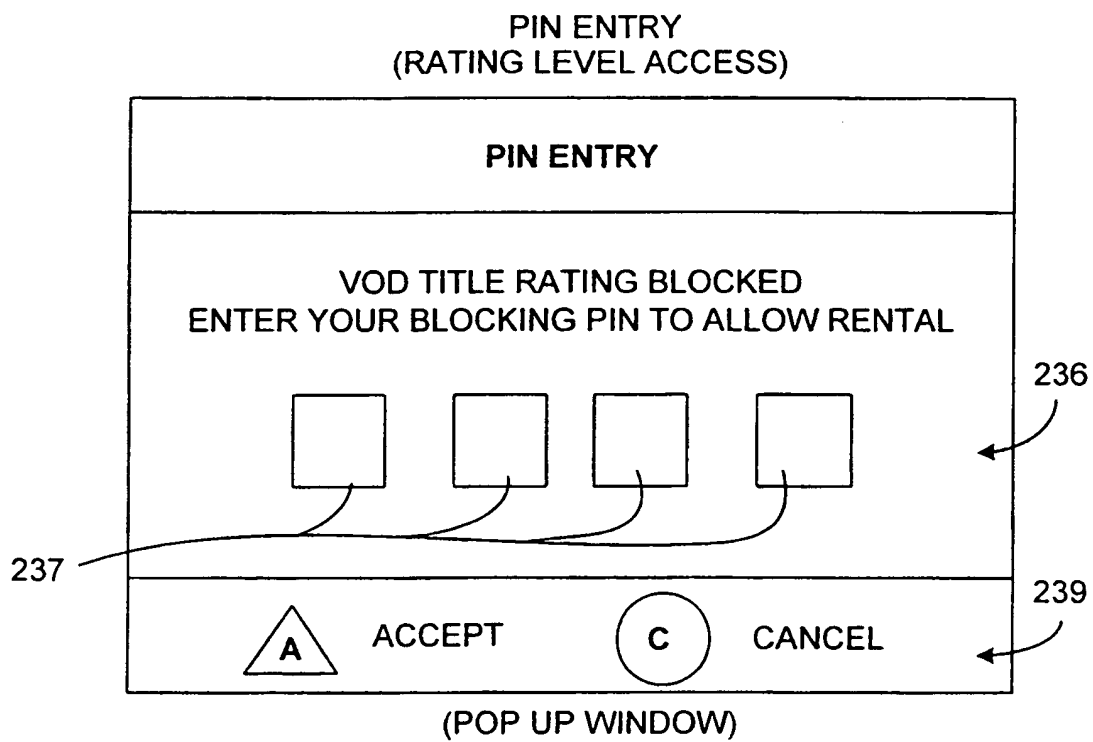 PIN ENTRY
(RATING LEVEL ACCESS)
PIN ENTRY
VOD TITLE RATING BLOCKED
ENTER YOUR BLOCKING PIN TO ALLOW RENTAL
236
237
239
A ACCEPT C CANCEL
(POP UP WINDOW)